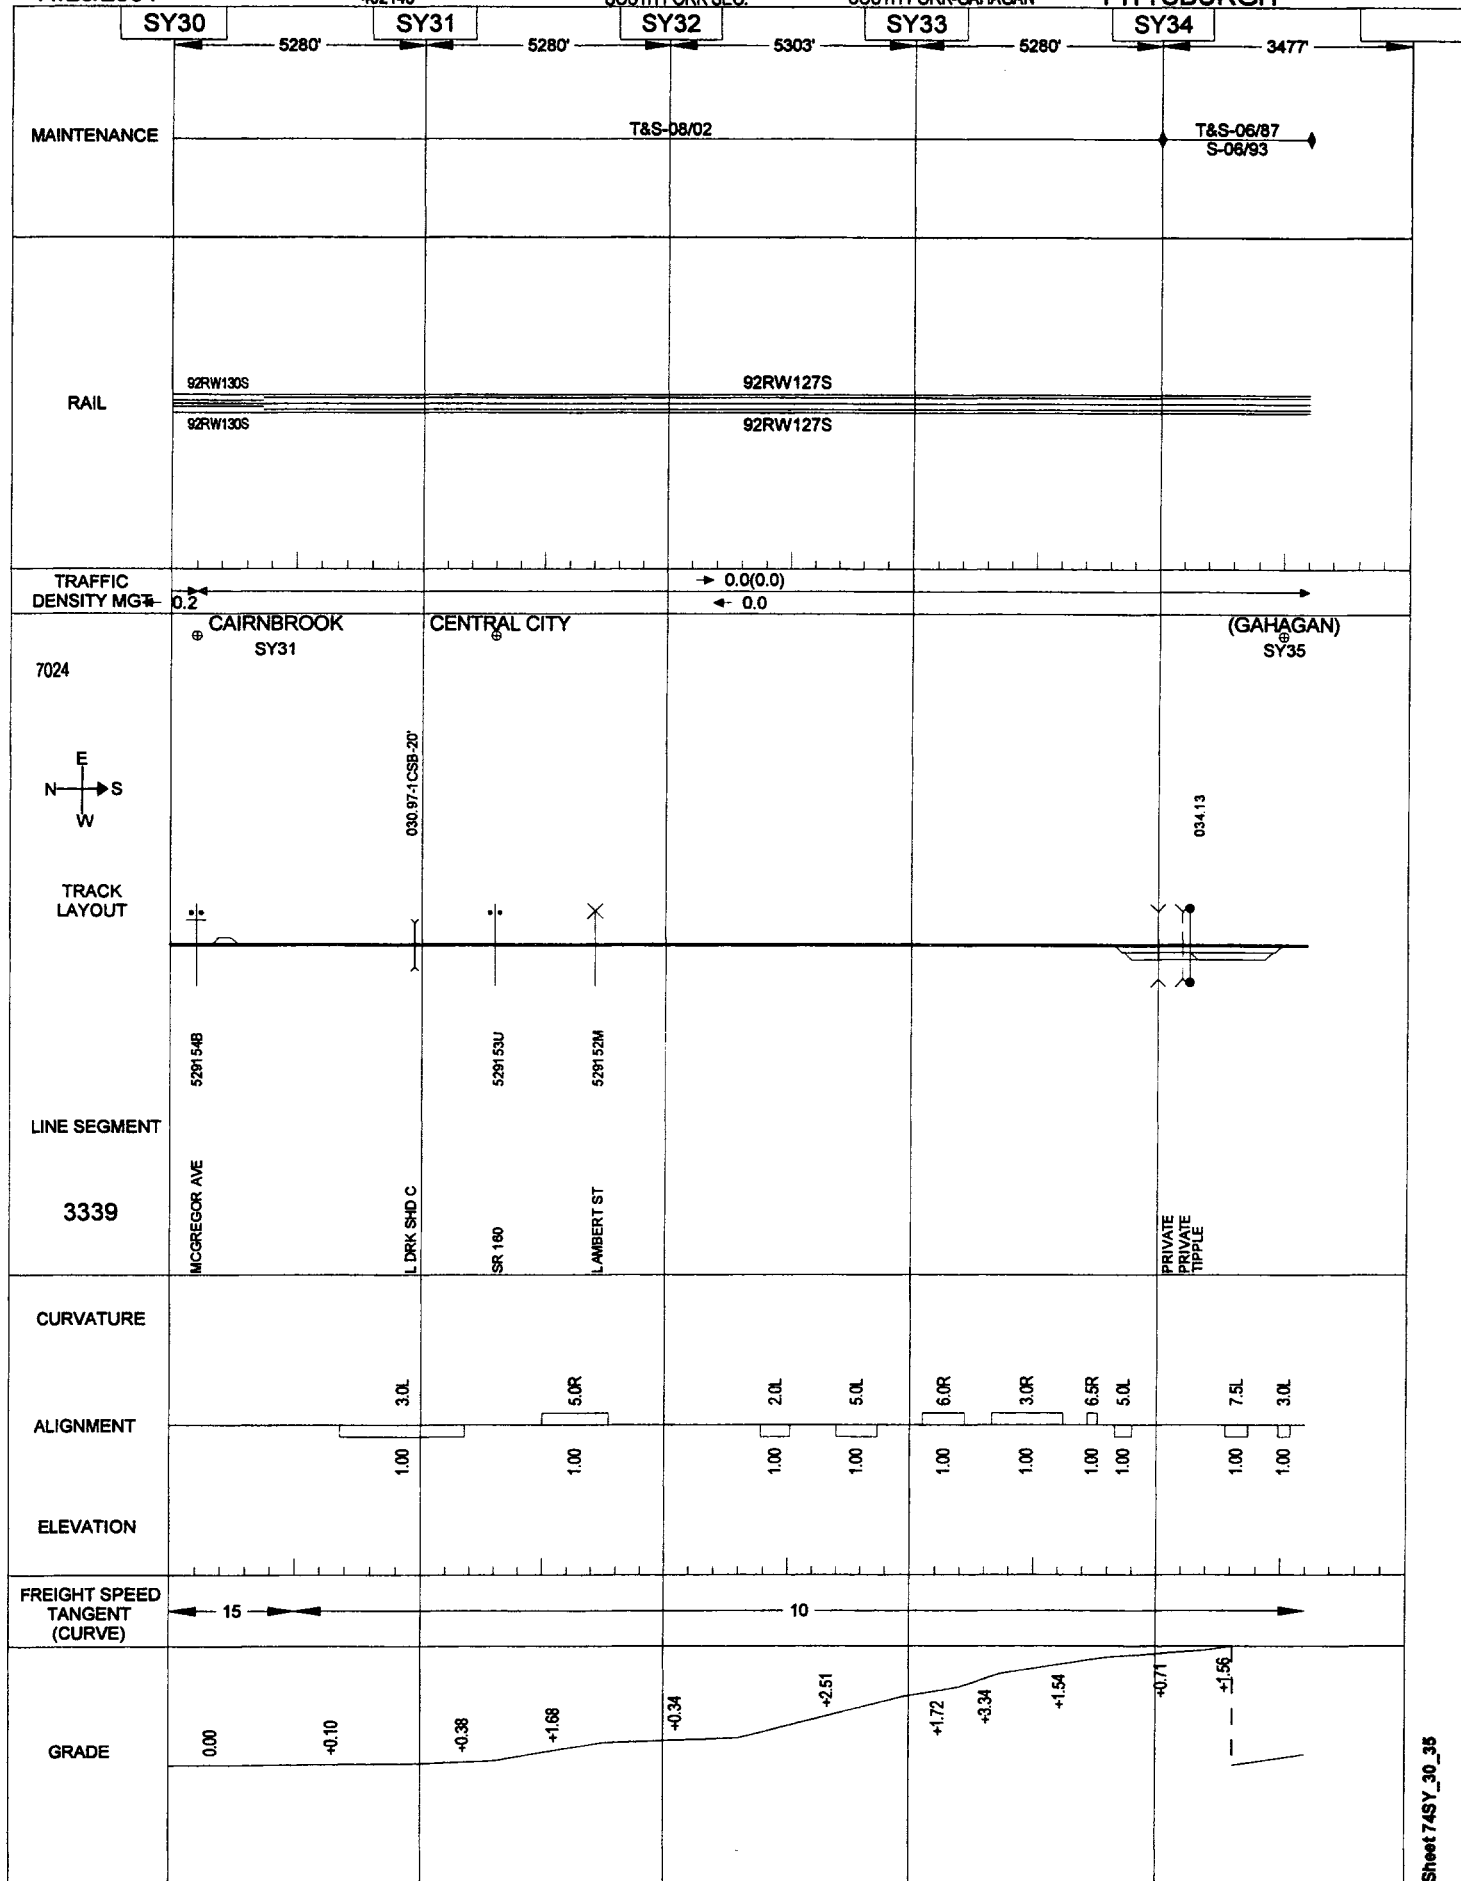 SY30 SY31 SY32 SY33 SY34
5280' 5280' 5303' 5280' 3477'
MAINTENANCE
T&S-08/02
T&S-06/87
S-06/93
RAIL
92RW130S
92RW127S
92RW130S
92RW127S
TRAFFIC
DENSITY MGT
0.2
0.0(0.0)
0.0
CAIRNBROOK
SY31
CENTRAL CITY
(GAHAGAN)
SY35
7024
E
N S
W
030.97-1 CSB-20'
034.13
TRACK
LAYOUT
529154B
529153U
529152M
LINE SEGMENT
3339
MCGREGOR AVE
L DRK SHD C
SR 160
LAMBERT ST
PRIVATE
PRIVATE
TIPPLE
CURVATURE
3.0L 5.0R 2.0L 5.0L 6.0R 3.0R 6.5R 5.0L 7.5L 3.0L
ALIGNMENT
1.00 1.00 1.00 1.00 1.00 1.00 1.00 1.00 1.00 1.00
ELEVATION
FREIGHT SPEED
TANGENT
(CURVE)
15
10
GRADE
0.00 +0.10 +0.38 +1.68 +0.34 +2.51 +1.72 +3.34 +1.54 +0.71 +1.56
Sheet 74SY_30_35